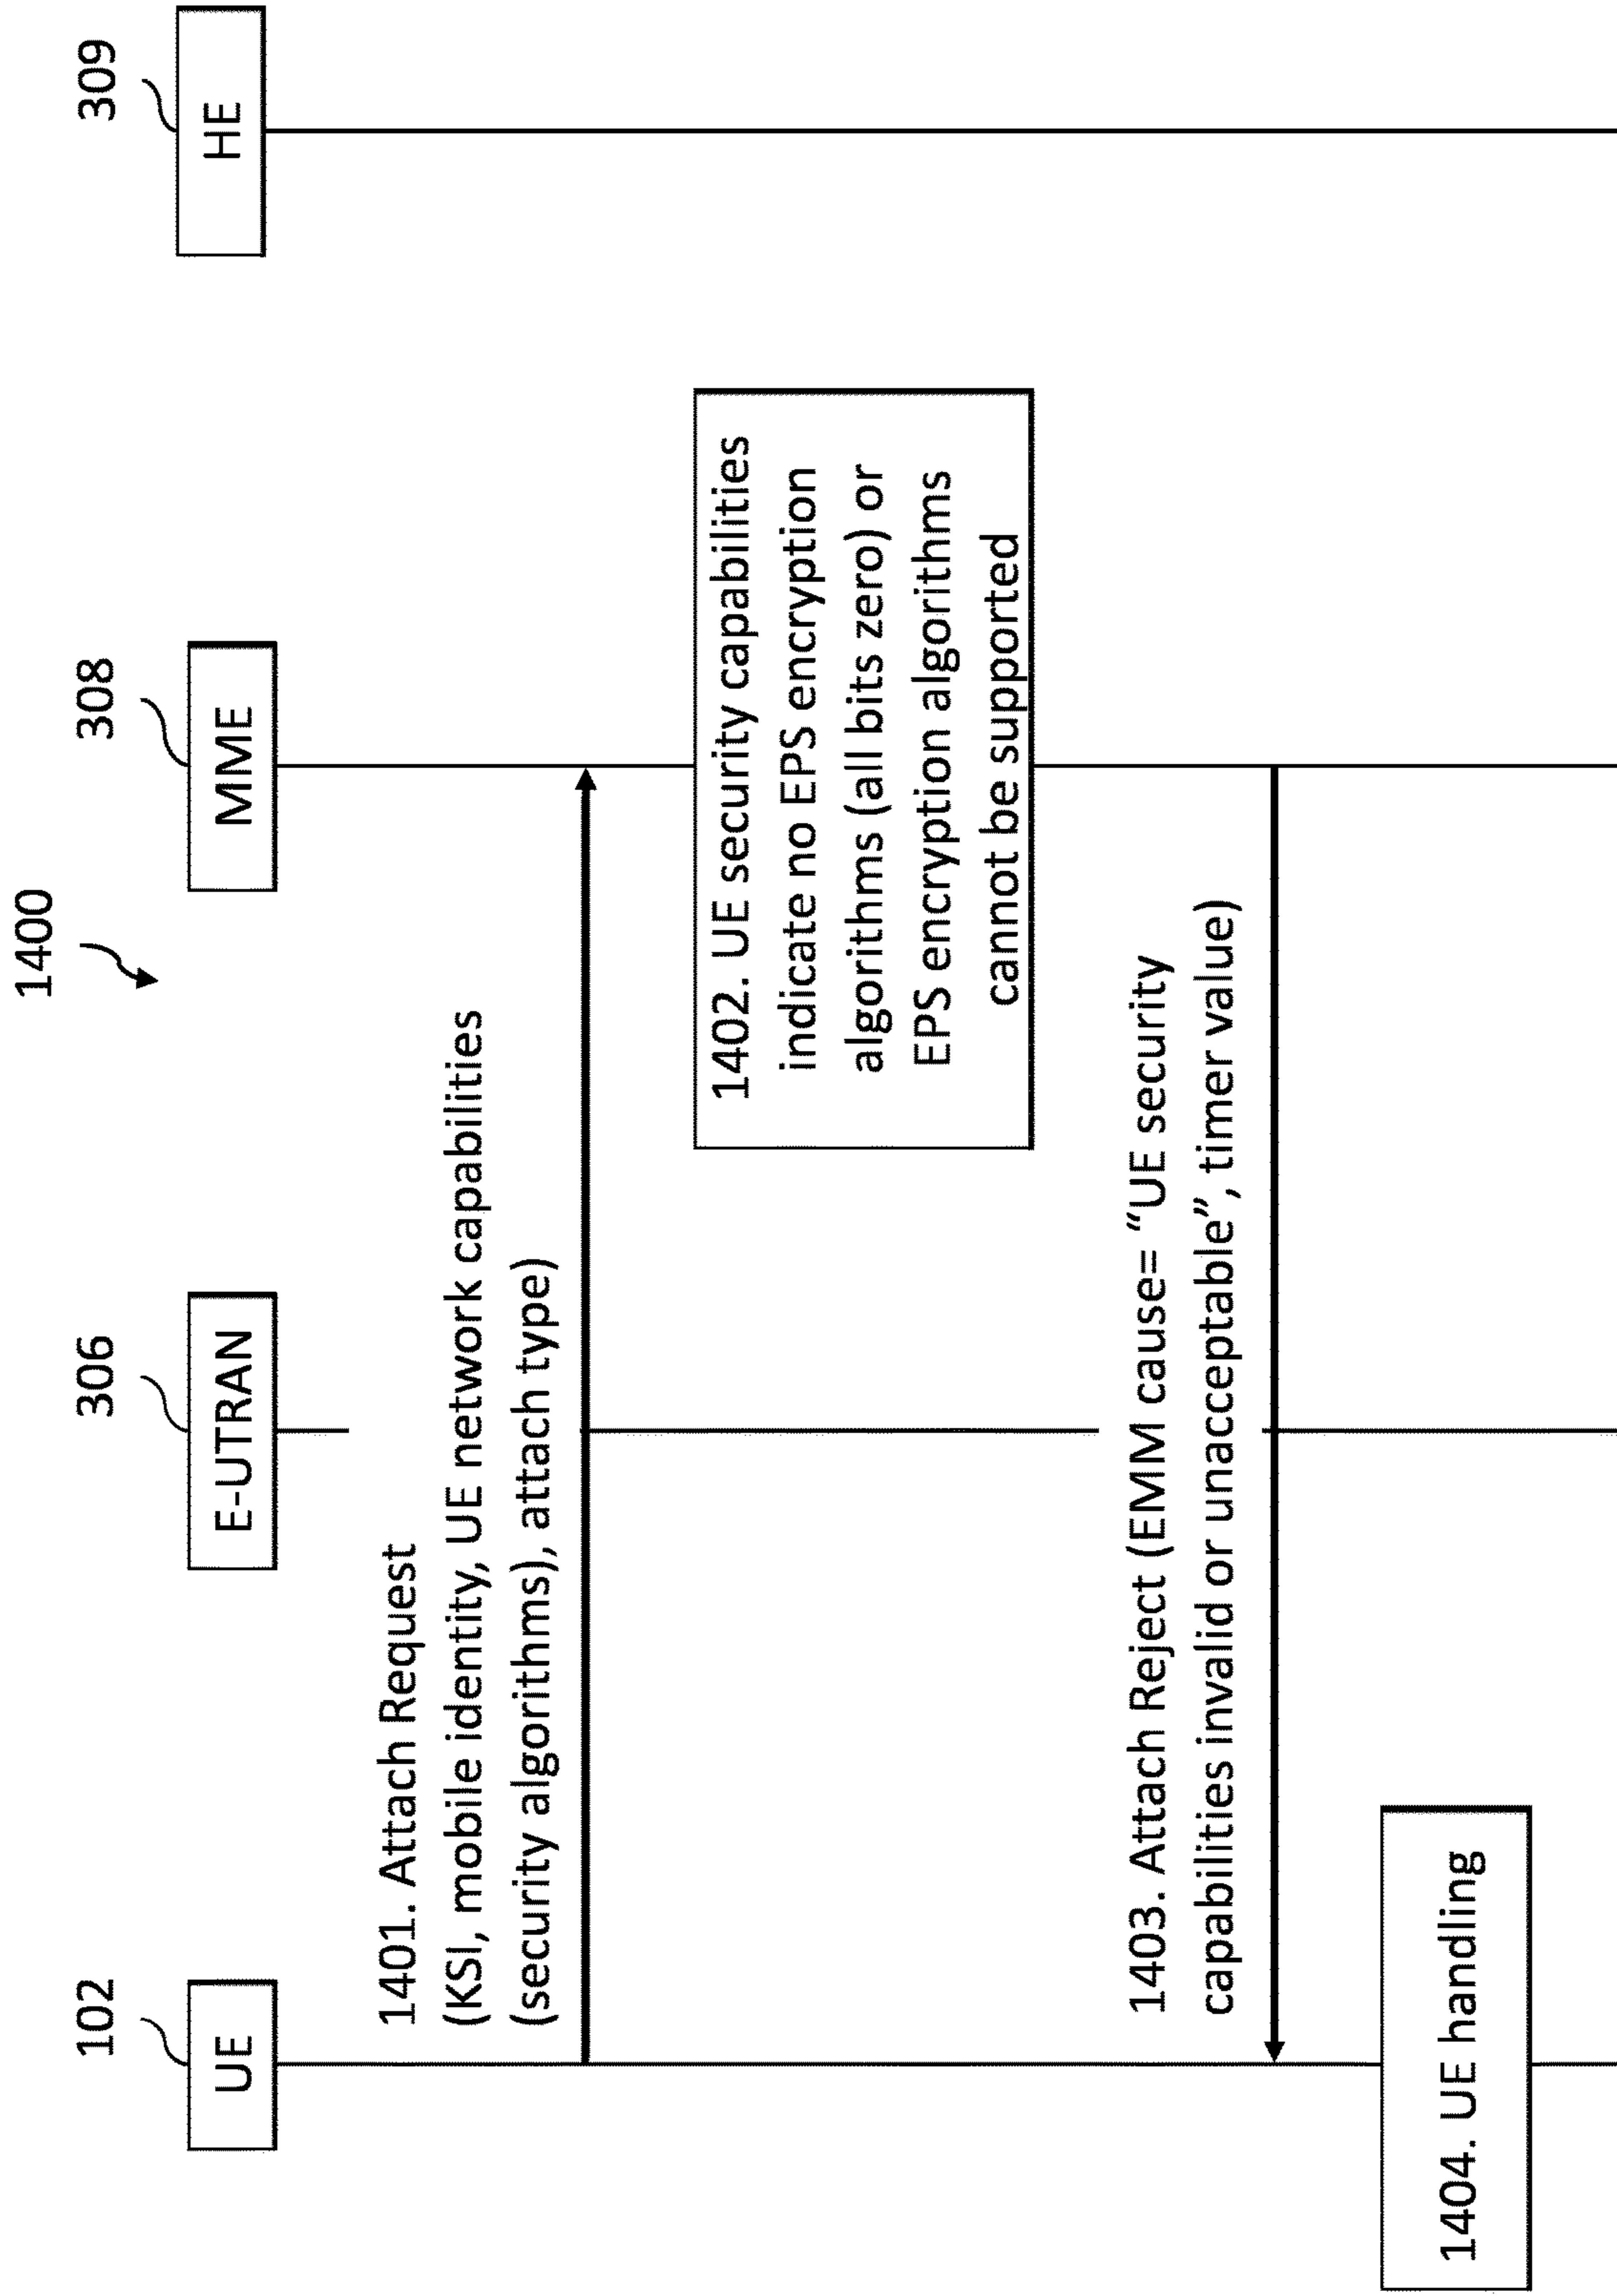 1400
102
306
308
309
UE
E-UTRAN
MME
HE
1401. Attach Request
(KSI, mobile identity, UE network capabilities
(security algorithms), attach type)
1402. UE security capabilities
indicate no EPS encryption
algorithms (all bits zero) or
EPS encryption algorithms
cannot be supported
1403. Attach Reject (EMM cause= “UE security
capabilities invalid or unacceptable”, timer value)
1404. UE handling